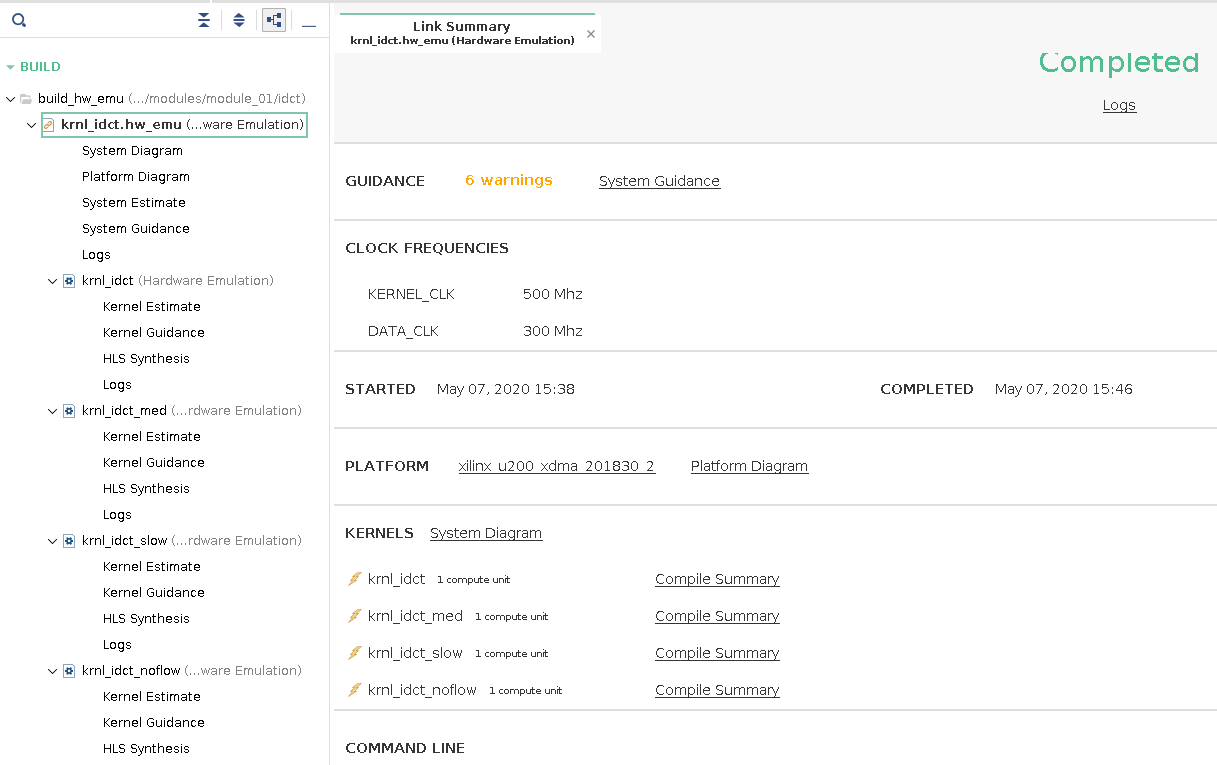 BUILD
build_hw_emu (.../modules/module_01/idct)
krnl_idct.hw_emu (...ware Emulation)
System Diagram
Platform Diagram
System Estimate
System Guidance
Logs
krnl_idct (Hardware Emulation)
Kernel Estimate
Kernel Guidance
HLS Synthesis
Logs
krnl_idct_med (...rdware Emulation)
Kernel Estimate
Kernel Guidance
HLS Synthesis
Logs
krnl_idct_slow (...rdware Emulation)
Kernel Estimate
Kernel Guidance
HLS Synthesis
Logs
krnl_idct_noflow (...ware Emulation)
Kernel Estimate
Kernel Guidance
HLS Synthesis
Link Summary
krnl_idct.hw_emu (Hardware Emulation)
Completed
Logs
GUIDANCE 6 warnings System Guidance
CLOCK FREQUENCIES
KERNEL_CLK 500 Mhz
DATA_CLK 300 Mhz
STARTED May 07, 2020 15:38 COMPLETED May 07, 2020 15:46
PLATFORM xilinx_u200_xdma_201830_2 Platform Diagram
KERNELS System Diagram
krnl_idct 1 compute unit Compile Summary
krnl_idct_med 1 compute unit Compile Summary
krnl_idct_slow 1 compute unit Compile Summary
krnl_idct_noflow 1 compute unit Compile Summary
COMMAND LINE